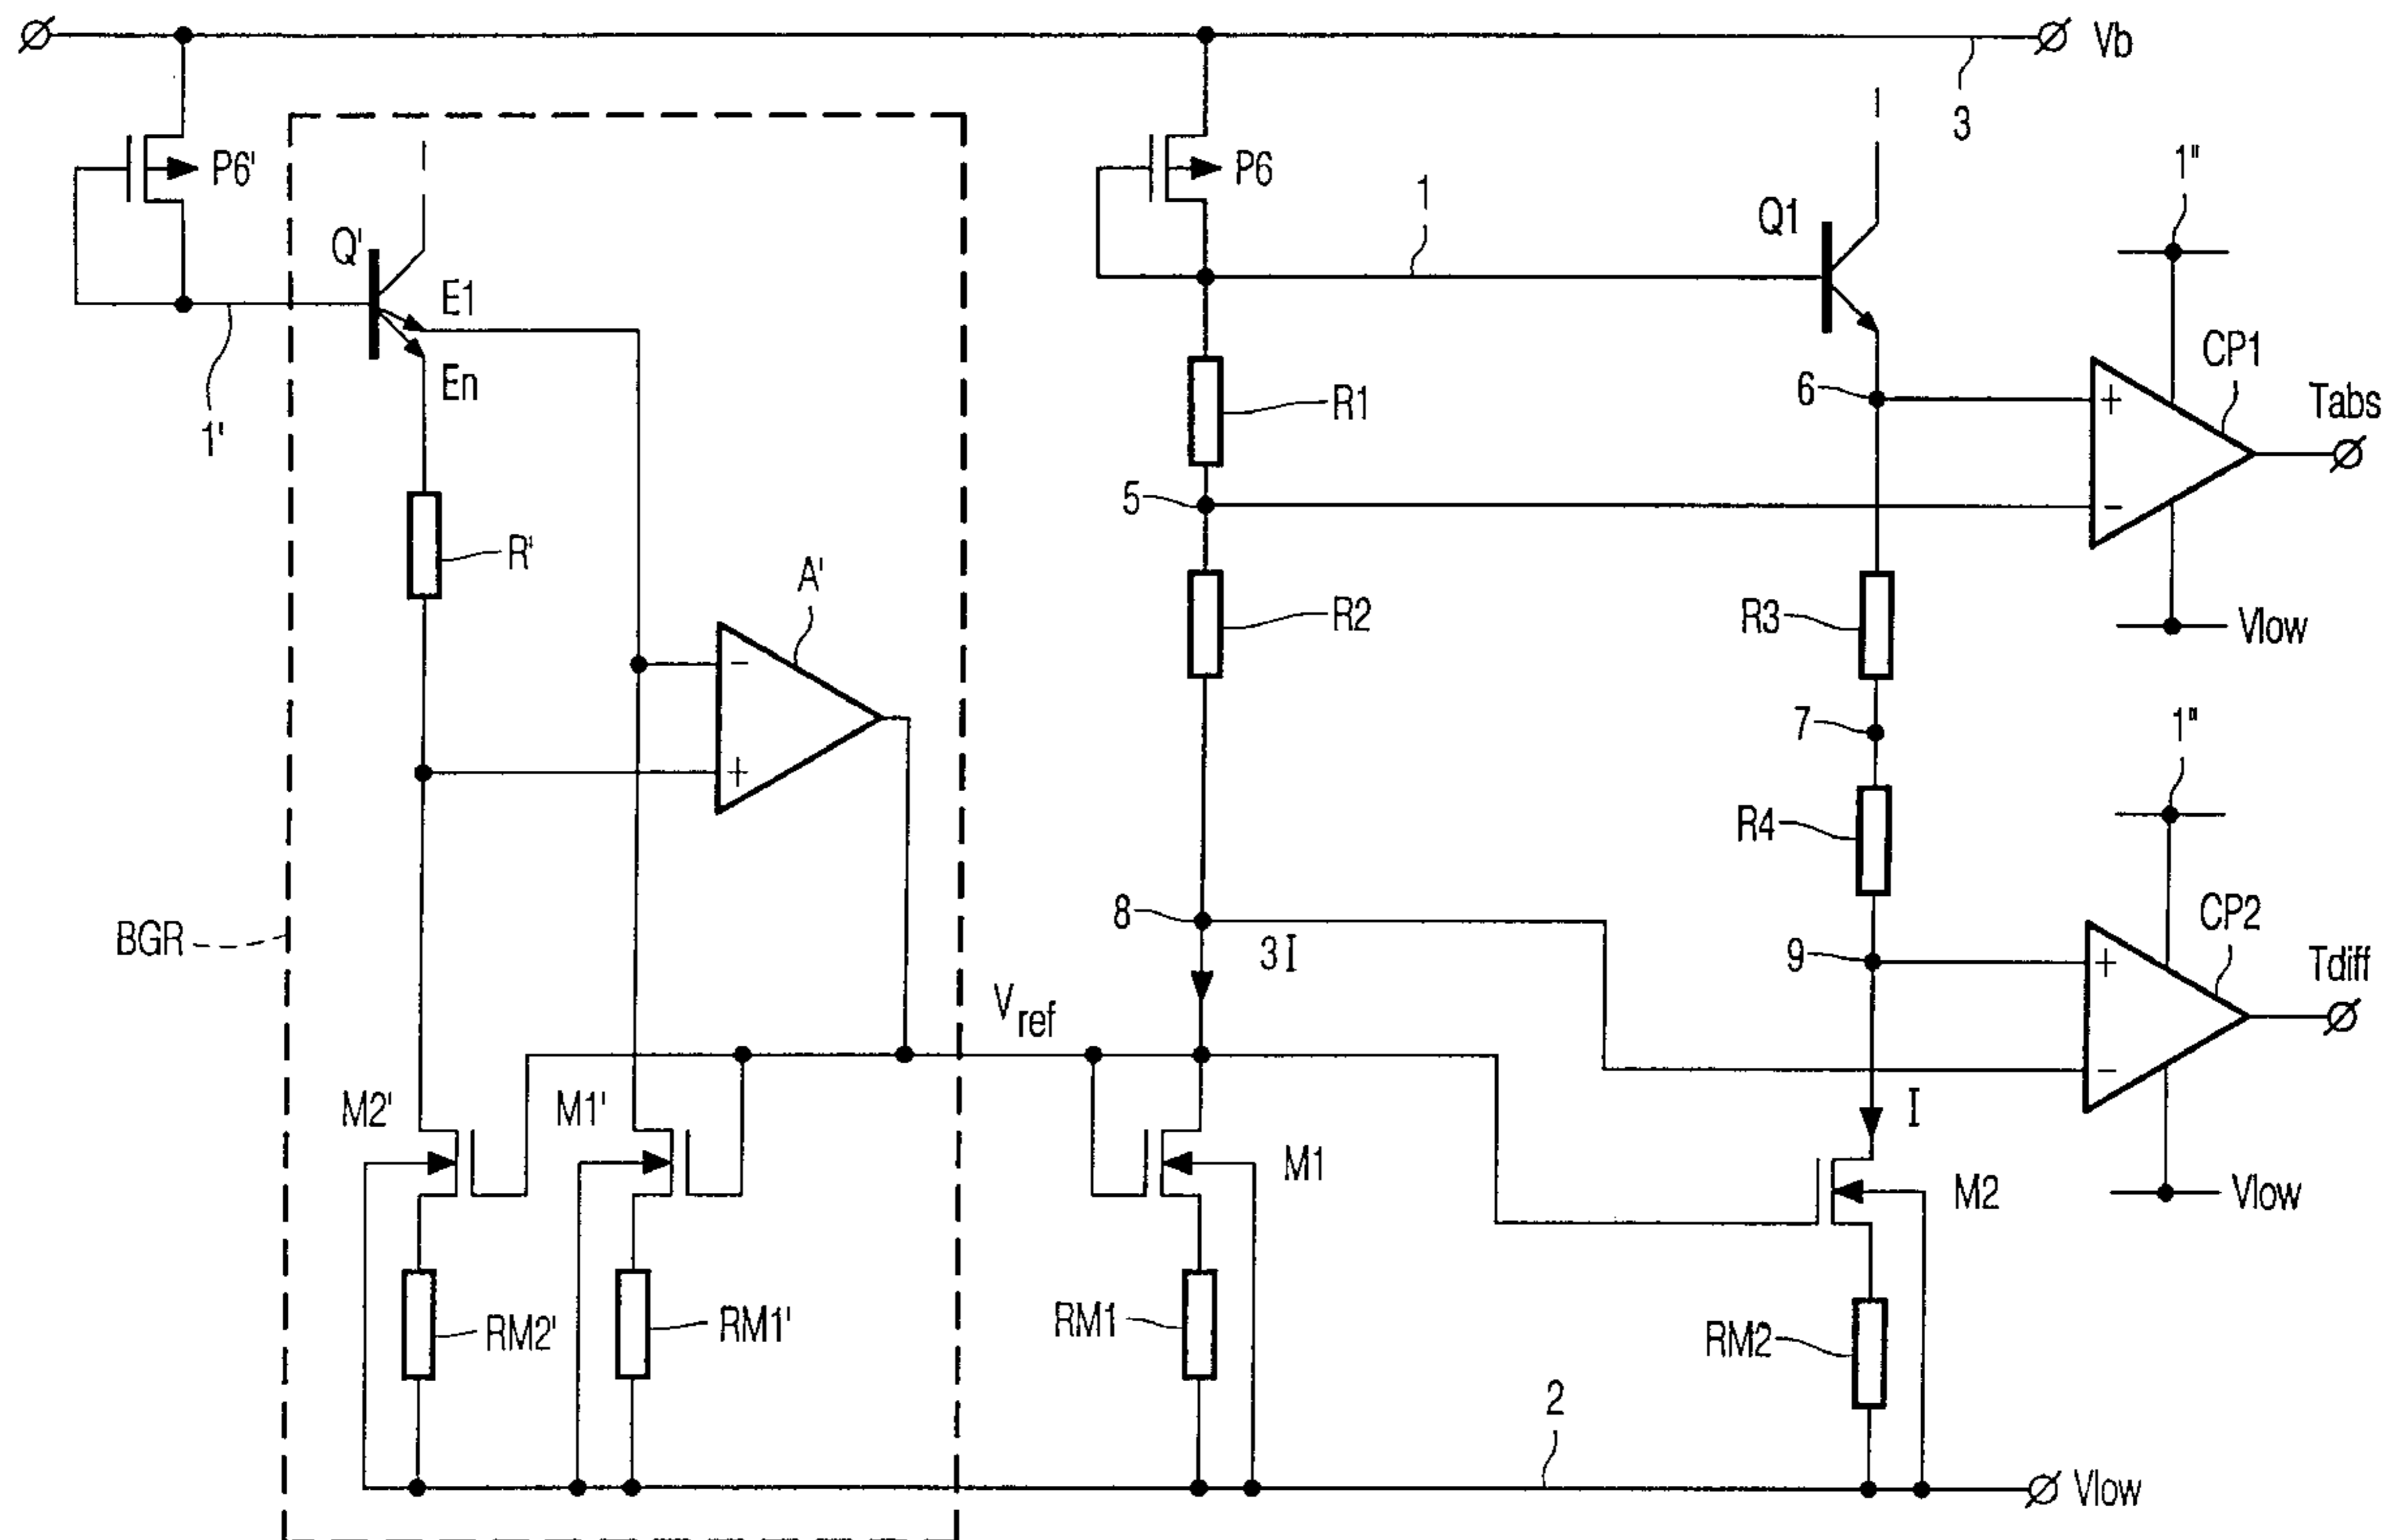 Vb
3
P6'
P6
1
Q1
1"
Q'
E1
En
1'
CP1
Tabs
6
+
R1
5
-
R'
A'
R2
R3
Vlow
-
7
1"
+
R4
BGR
8
3I
CP2
9
+
Tdiff
Vref
-
M2'
M1'
M1
I
M2
Vlow
RM2'
RM1'
RM1
RM2
2
Vlow